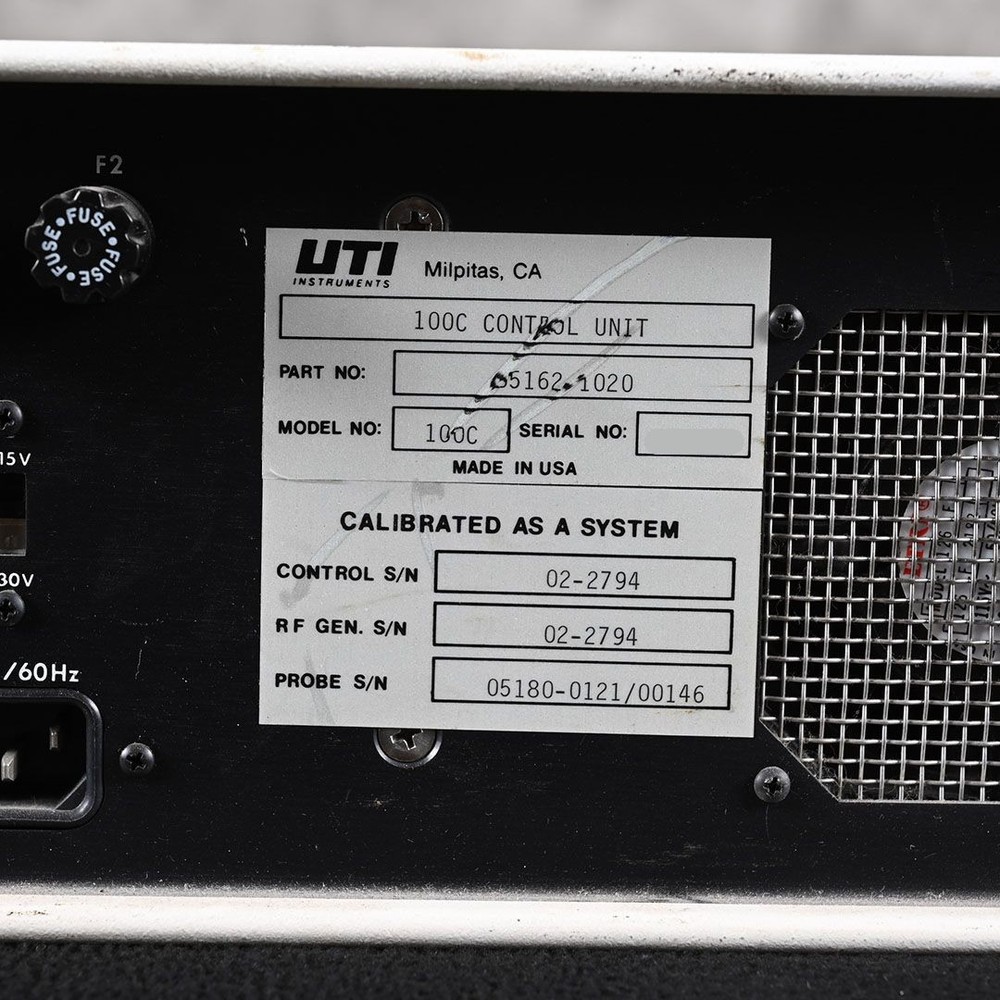 F2
FUSE•FUSE•FUSE•FUSE•
15V
30V
/60Hz
UTI
INSTRUMENTS
Milpitas, CA
100C CONTROL UNIT
PART NO: 05162-1020
MODEL NO: 100C SERIAL NO:
MADE IN USA
CALIBRATED AS A SYSTEM
CONTROL S/N 02-2794
RF GEN. S/N 02-2794
PROBE S/N 05180-0121/00146